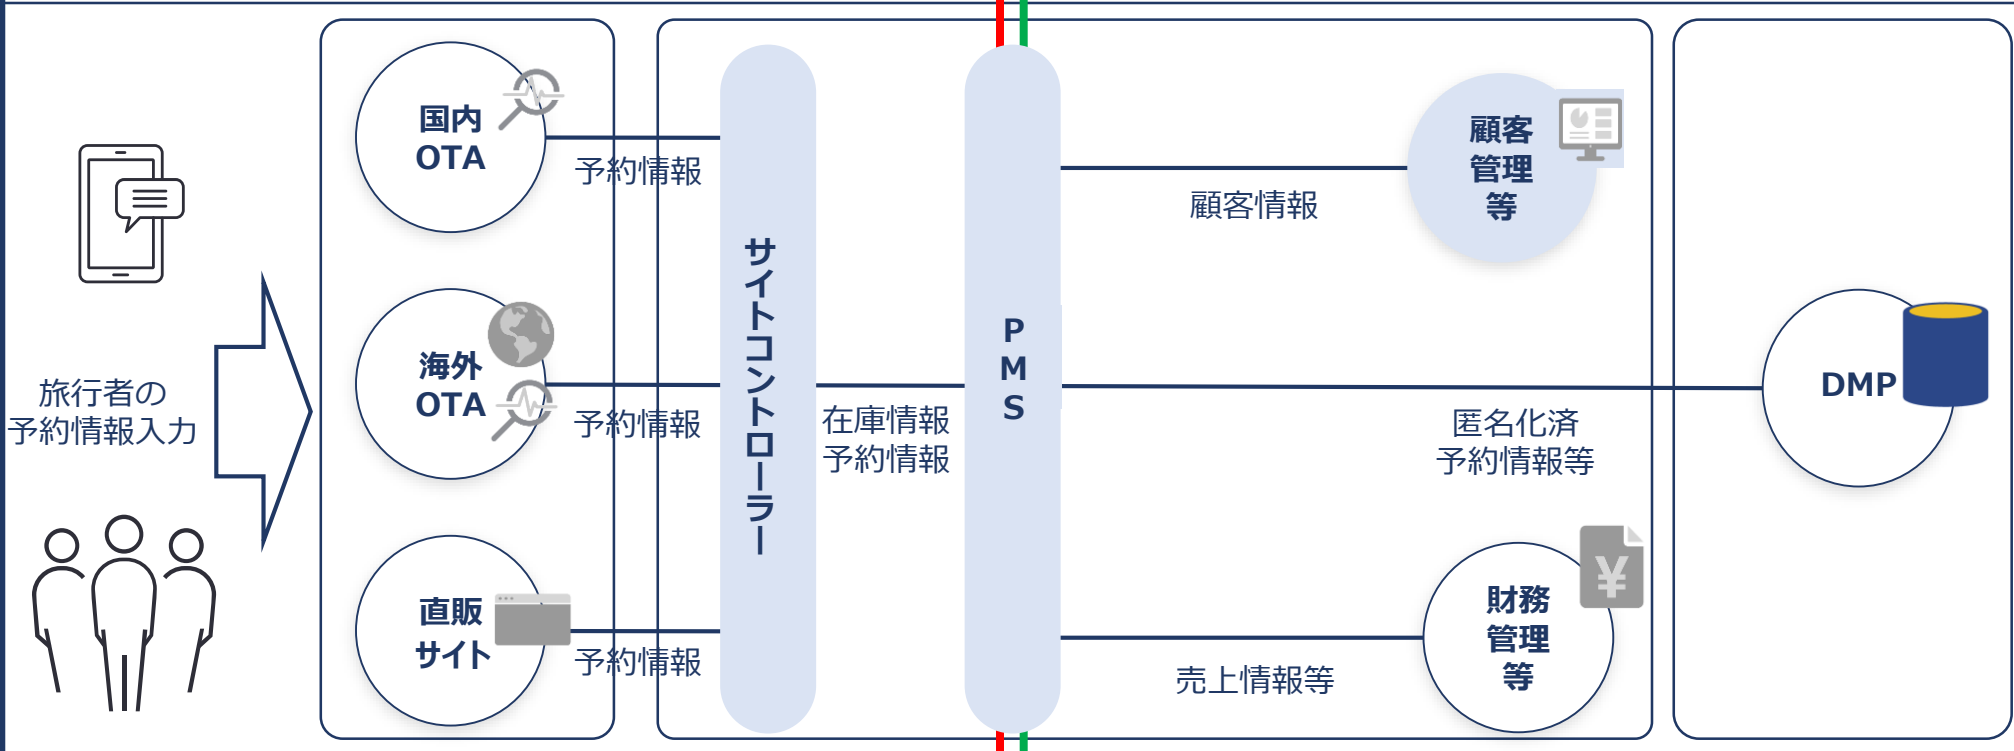 旅行者の
予約情報入力
国内
OTA
予約情報
海外
OTA
予約情報
直販
サイト
予約情報
サイトコントローラー
在庫情報
予約情報
P
M
S
顧客情報
顧客
管理
等
匿名化済
予約情報等
売上情報等
財務
管理
等
¥
DMP